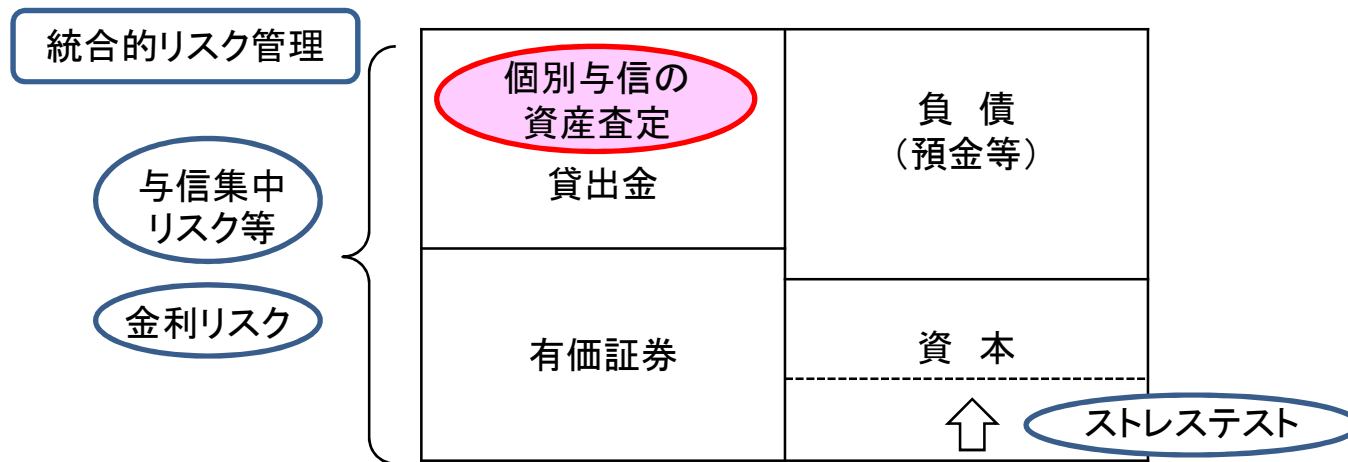 統合的リスク管理
与信集中
リスク等
金利リスク
個別与信の
資産査定
貸出金
有価証券
負 債
（預金等）
資 本
ストレステスト